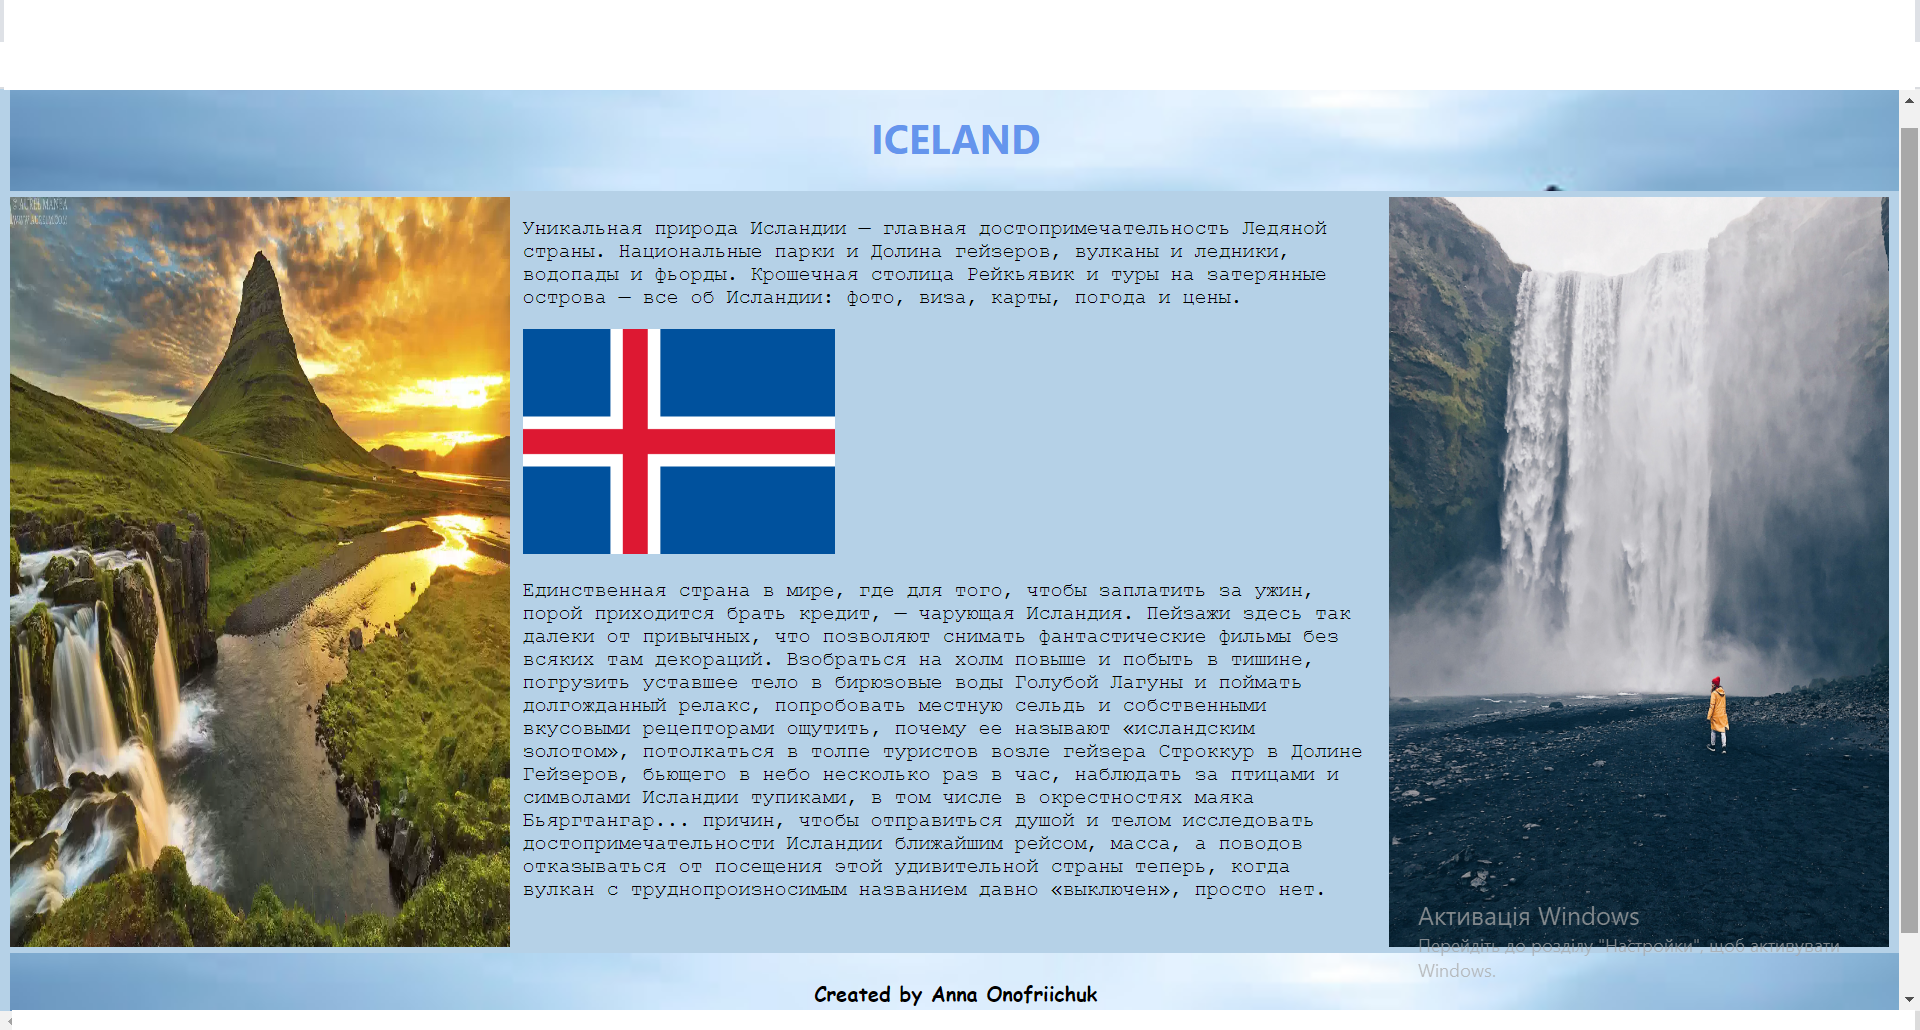 ICELAND
© AUREL MANEA
Уникальная природа Исландии — главная достопримечательность Ледяной
страны. Национальные парки и Долина гейзеров, вулканы и ледники,
водопады и фьорды. Крошечная столица Рейкьявик и туры на затерянные
острова — все об Исландии: фото, виза, карты, погода и цены.
Единственная страна в мире, где для того, чтобы заплатить за ужин,
порой приходится брать кредит, — чарующая Исландия. Пейзажи здесь так
далеки от привычных, что позволяют снимать фантастические фильмы без
всяких там декораций. Взобраться на холм повыше и побыть в тишине,
погрузить уставшее тело в бирюзовые воды Голубой Лагуны и поймать
долгожданный релакс, попробовать местную сельдь и собственными
вкусовыми рецепторами ощутить, почему ее называют «исландским
золотом», потолкаться в толпе туристов возле гейзера Строккур в Долине
Гейзеров, бьющего в небо несколько раз в час, наблюдать за птицами и
символами Исландии тупиками, в том числе в окрестностях маяка
Бьяргтангар... причин, чтобы отправиться душой и телом исследовать
достопримечательности Исландии ближайшим рейсом, масса, а поводов
отказываться от посещения этой удивительной страны теперь, когда
вулкан с труднопроизносимым названием давно «выключен», просто нет.
Активація Windows
Перейдіть до розділу "Настройки", щоб активувати
Windows.
Created by Anna Onofriichuk